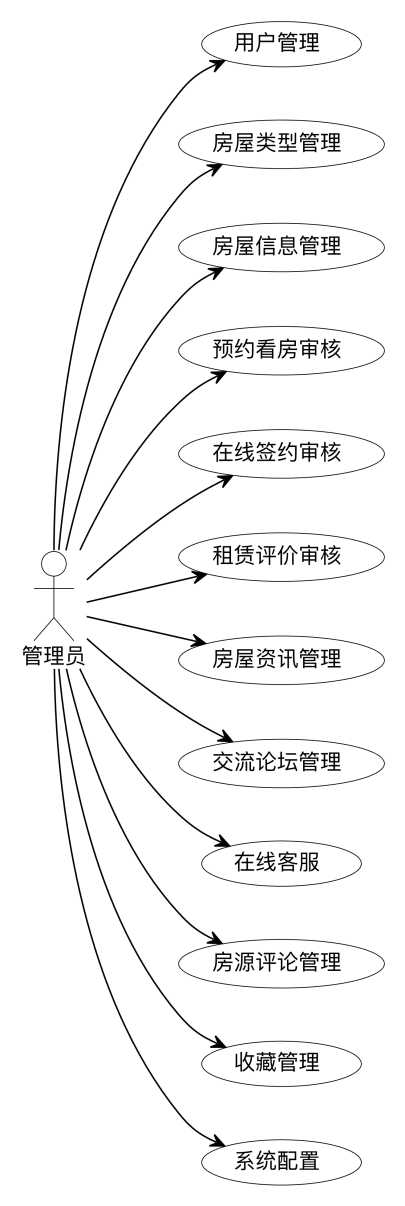 用户管理
房屋类型管理
房屋信息管理
预约看房审核
在线签约审核
租赁评价审核
管理员
房屋资讯管理
交流论坛管理
在线客服
房源评论管理
收藏管理
系统配置